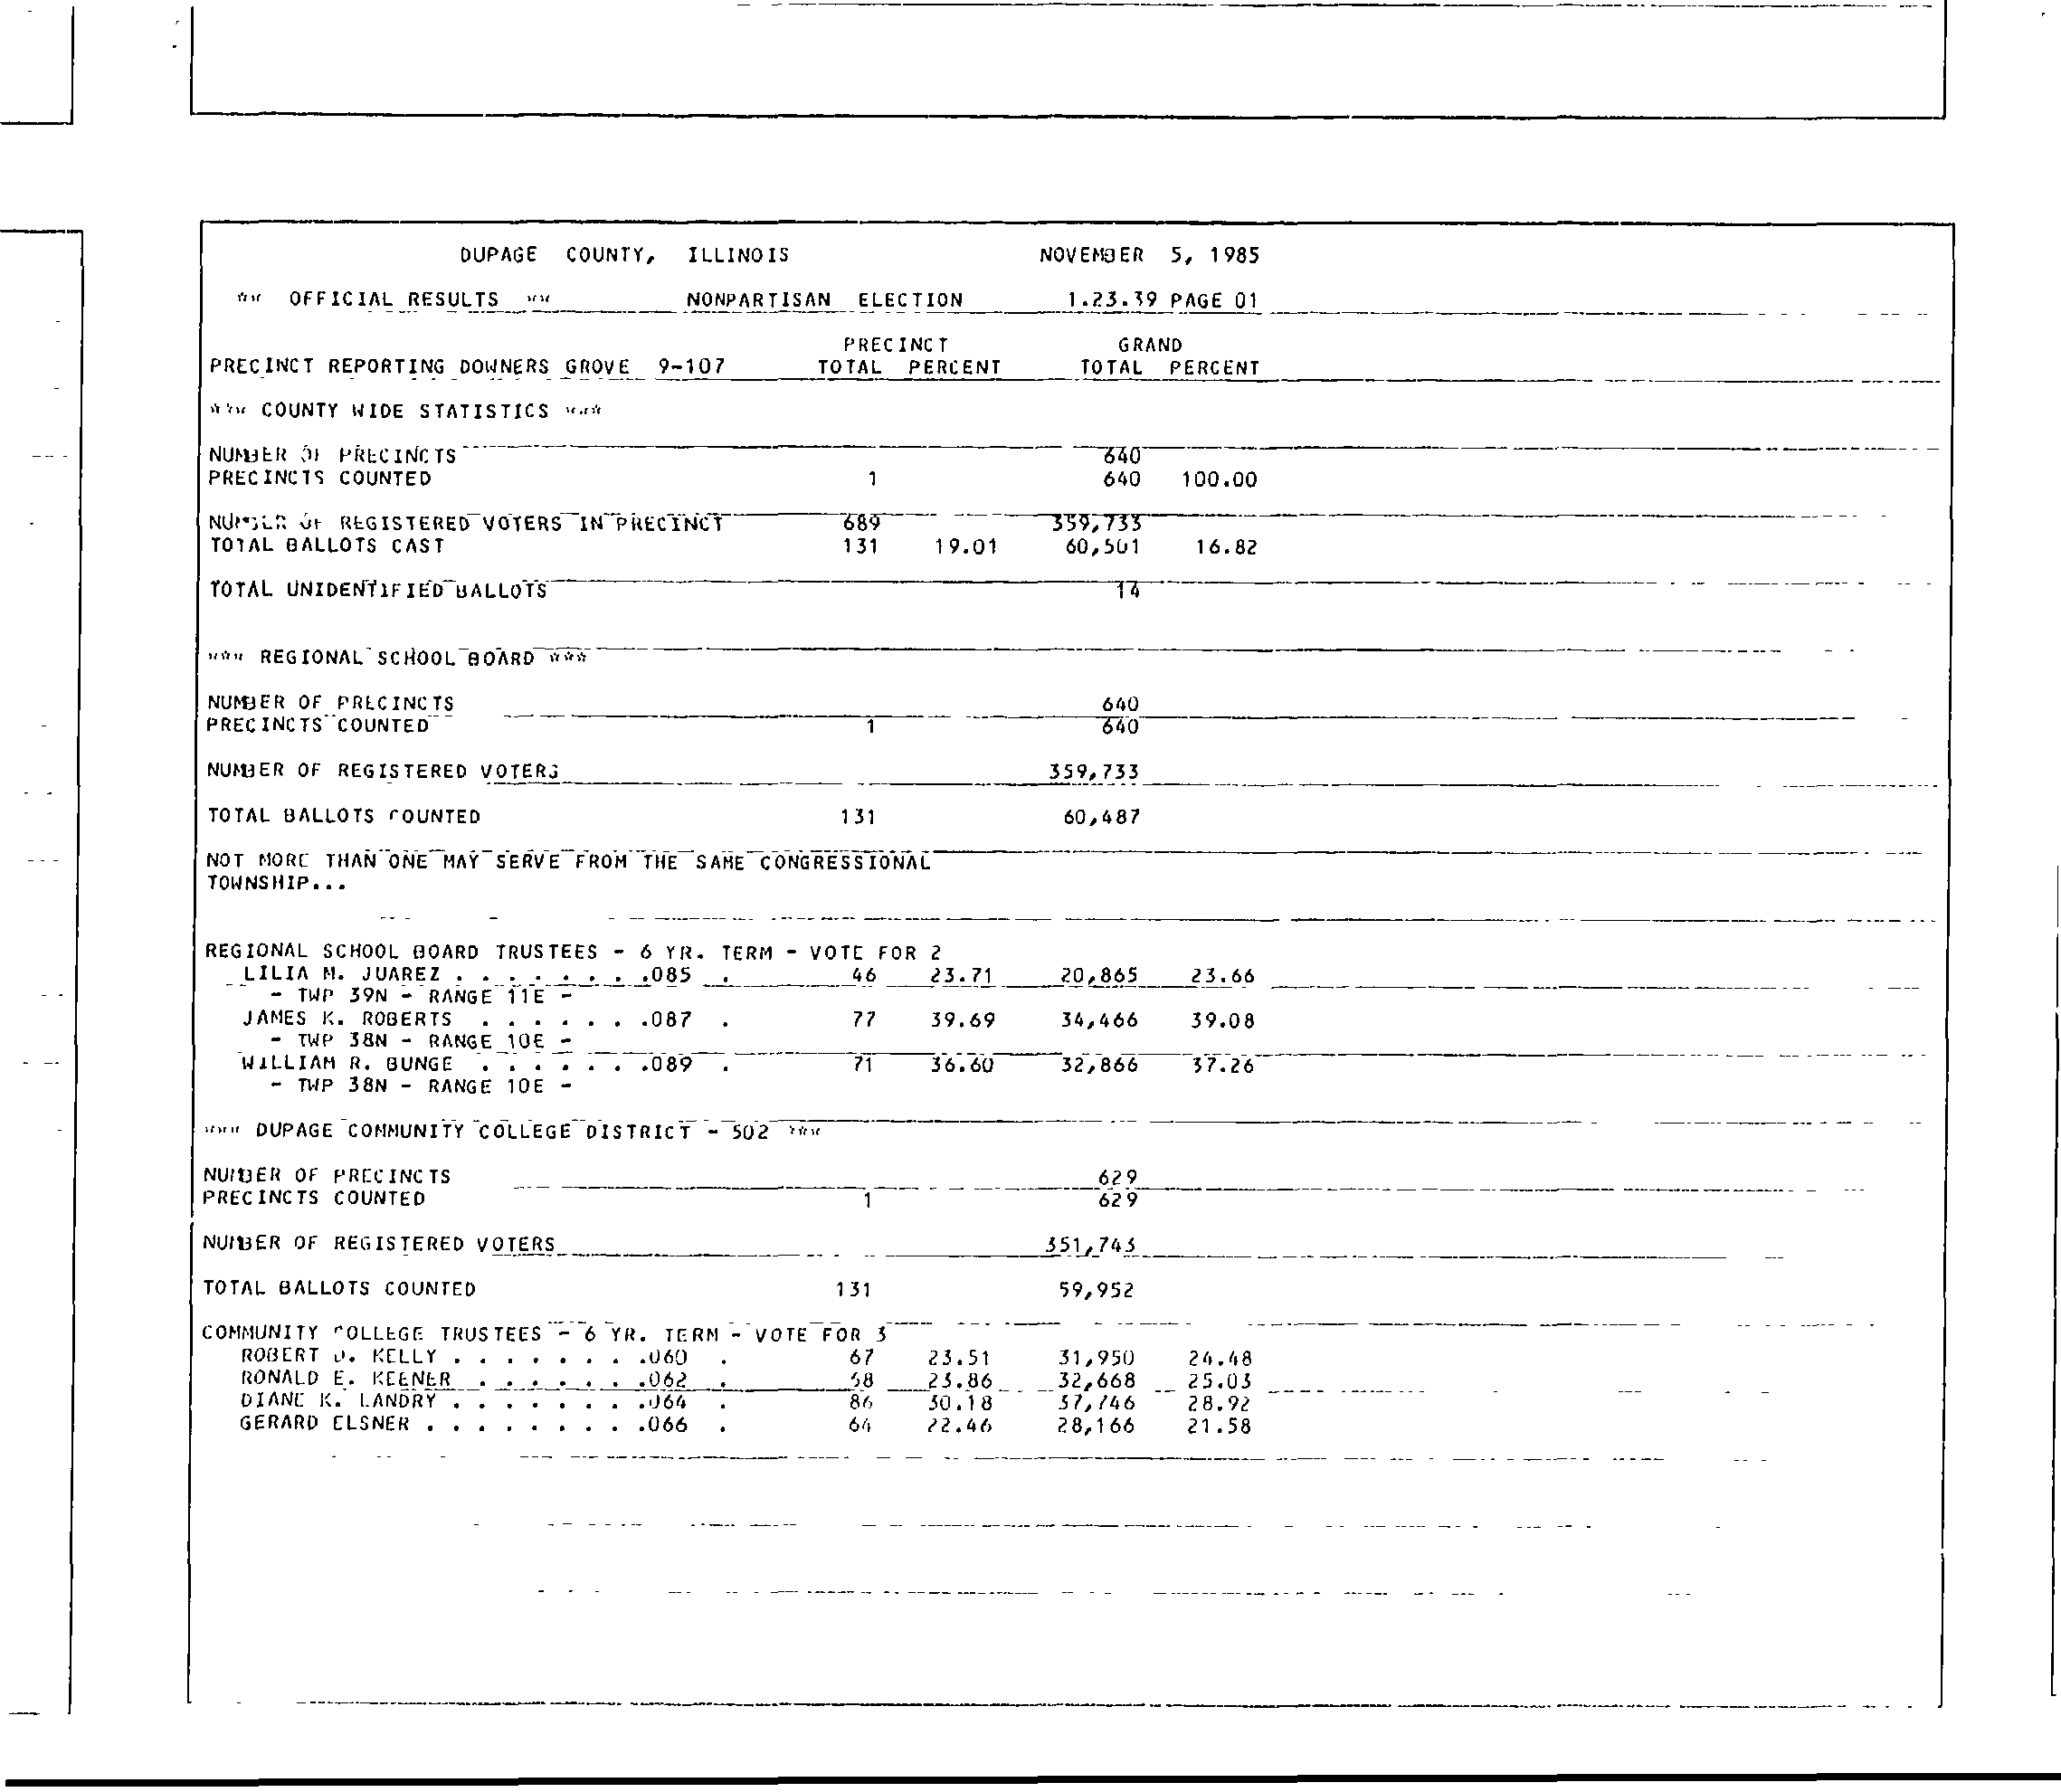 DUPAGE COUNTY, ILLINOIS NOVEMBER 5, 1985
** OFFICIAL RESULTS ** NONPARTISAN ELECTION 1.23.39 PAGE 01
PRECINCT GRAND
PRECINCT REPORTING DOWNERS GROVE 9-107 TOTAL PERCENT TOTAL PERCENT
*** COUNTY WIDE STATISTICS ***
NUMBER OF PRECINCTS 640
PRECINCTS COUNTED 1 640 100.00
NUMBER OF REGISTERED VOTERS IN PRECINCT 689 359,733
TOTAL BALLOTS CAST 131 19.01 60,501 16.82
TOTAL UNIDENTIFIED BALLOTS 14
*** REGIONAL SCHOOL BOARD ***
NUMBER OF PRECINCTS 640
PRECINCTS COUNTED 1 640
NUMBER OF REGISTERED VOTERS 359,733
TOTAL BALLOTS COUNTED 131 60,487
NOT MORE THAN ONE MAY SERVE FROM THE SAME CONGRESSIONAL
TOWNSHIP...
REGIONAL SCHOOL BOARD TRUSTEES - 6 YR. TERM - VOTE FOR 2
LILIA M. JUAREZ . . . . . . . .085 . 46 23.71 20,865 23.66
- TWP 39N - RANGE 11E -
JAMES K. ROBERTS . . . . . . .087 . 77 39.69 34,466 39.08
- TWP 38N - RANGE 10E -
WILLIAM R. BUNGE . . . . . . .089 . 71 36.60 32,866 37.26
- TWP 38N - RANGE 10E -
*** DUPAGE COMMUNITY COLLEGE DISTRICT - 502 ***
NUMBER OF PRECINCTS 629
PRECINCTS COUNTED 1 629
NUMBER OF REGISTERED VOTERS 351,743
TOTAL BALLOTS COUNTED 131 59,952
COMMUNITY COLLEGE TRUSTEES - 6 YR. TERM - VOTE FOR 3
ROBERT J. KELLY . . . . . . . .060 . 67 23.51 31,950 24.48
RONALD E. KEENER . . . . . . .062 . 68 23.86 32,668 25.03
DIANE K. LANDRY . . . . . . . .064 . 86 30.18 37,746 28.92
GERARD ELSNER . . . . . . . . .066 . 64 22.46 28,166 21.58